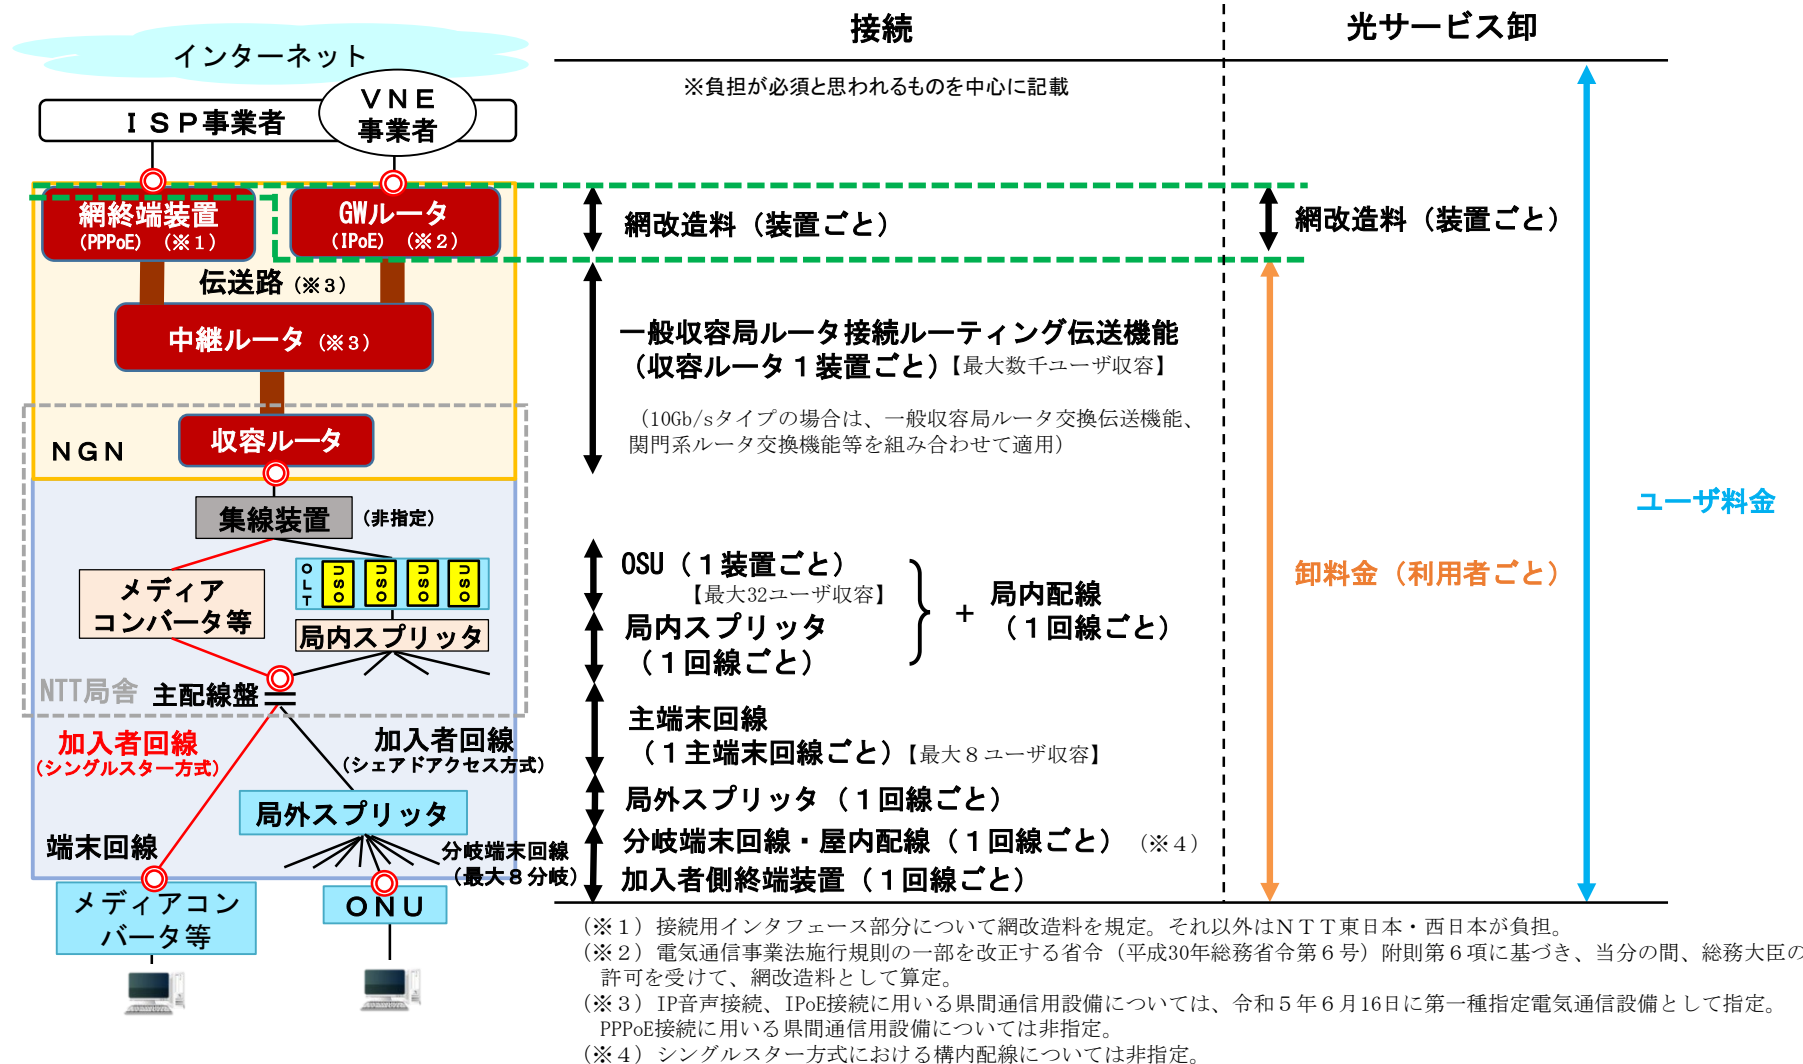 接続
光サービス卸
インターネット
※負担が必須と思われるものを中心に記載
ＶＮＥ
事業者
ＩＳＰ事業者
網終端装置
(PPPoE) (※１)
GWルータ
(IPoE) (※２)
網改造料（装置ごと）
網改造料（装置ごと）
伝送路（※３）
中継ルータ（※３）
一般収容局ルータ接続ルーティング伝送機能
（収容ルータ１装置ごと）【最大数千ユーザ収容】
（10Gb/sタイプの場合は、一般収容局ルータ交換伝送機能、
関門系ルータ交換機能等を組み合わせて適用）
収容ルータ
ＮＧＮ
集線装置
（非指定）
ユーザ料金
メディア
コンバータ等
OLT
OSU
OSU
OSU
OSU
局内スプリッタ
OSU（１装置ごと）
【最大32ユーザ収容】
局内スプリッタ
（１回線ごと）
+
局内配線
（１回線ごと）
卸料金（利用者ごと）
NTT局舎
主配線盤
加入者回線
（シングルスター方式）
加入者回線
（シェアドアクセス方式）
主端末回線
（１主端末回線ごと）【最大８ユーザ収容】
局外スプリッタ
局外スプリッタ（１回線ごと）
端末回線
分岐端末回線
（最大８分岐）
分岐端末回線・屋内配線（１回線ごと）（※４）
加入者側終端装置（１回線ごと）
メディアコン
バータ等
ＯＮＵ
（※１）接続用インタフェース部分について網改造料を規定。それ以外はＮＴＴ東日本・西日本が負担。
（※２）電気通信事業法施行規則の一部を改正する省令（平成30年総務省令第６号）附則第６項に基づき、当分の間、総務大臣の
許可を受けて、網改造料として算定。
（※３）IP音声接続、IPoE接続に用いる県間通信用設備については、令和５年６月16日に第一種指定電気通信設備として指定。
PPPoE接続に用いる県間通信用設備については非指定。
（※４）シングルスター方式における構内配線については非指定。